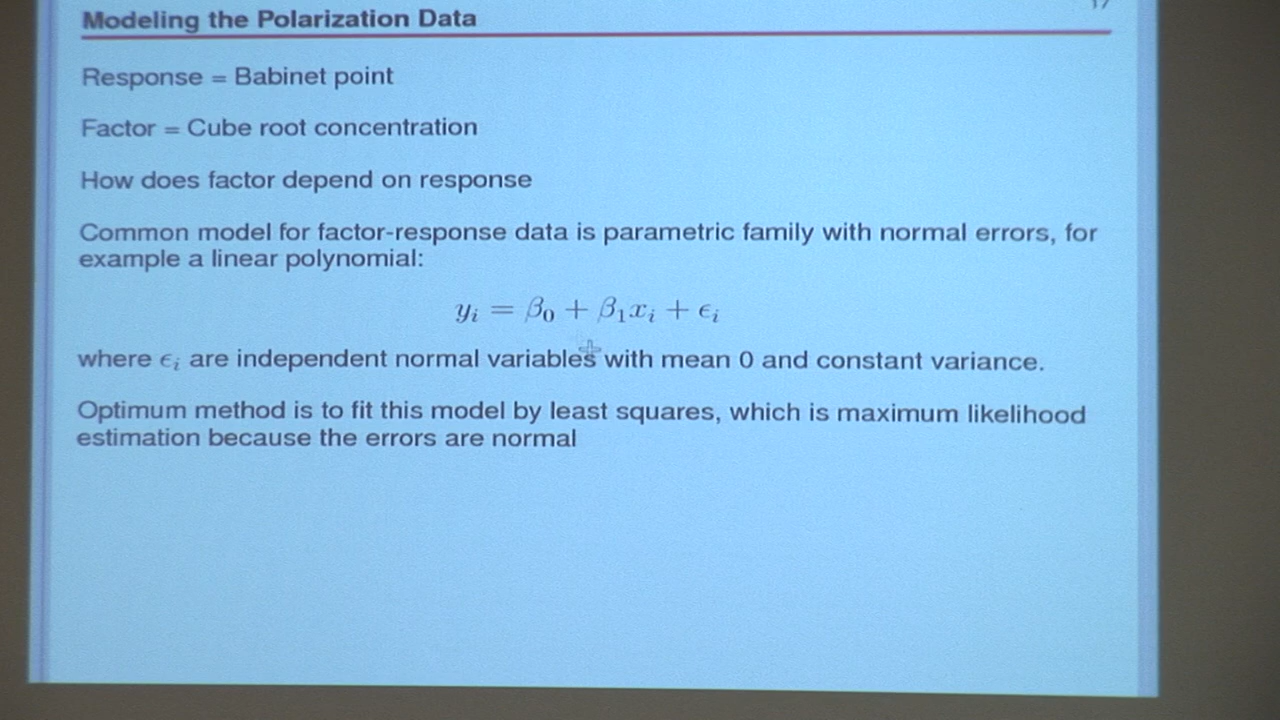 17
Modeling the Polarization Data
Response = Babinet point
Factor = Cube root concentration
How does factor depend on response
Common model for factor-response data is parametric family with normal errors, for
example a linear polynomial:
yᵢ = β₀ + β₁xᵢ + ϵᵢ
where ϵᵢ are independent normal variables with mean 0 and constant variance.
Optimum method is to fit this model by least squares, which is maximum likelihood
estimation because the errors are normal